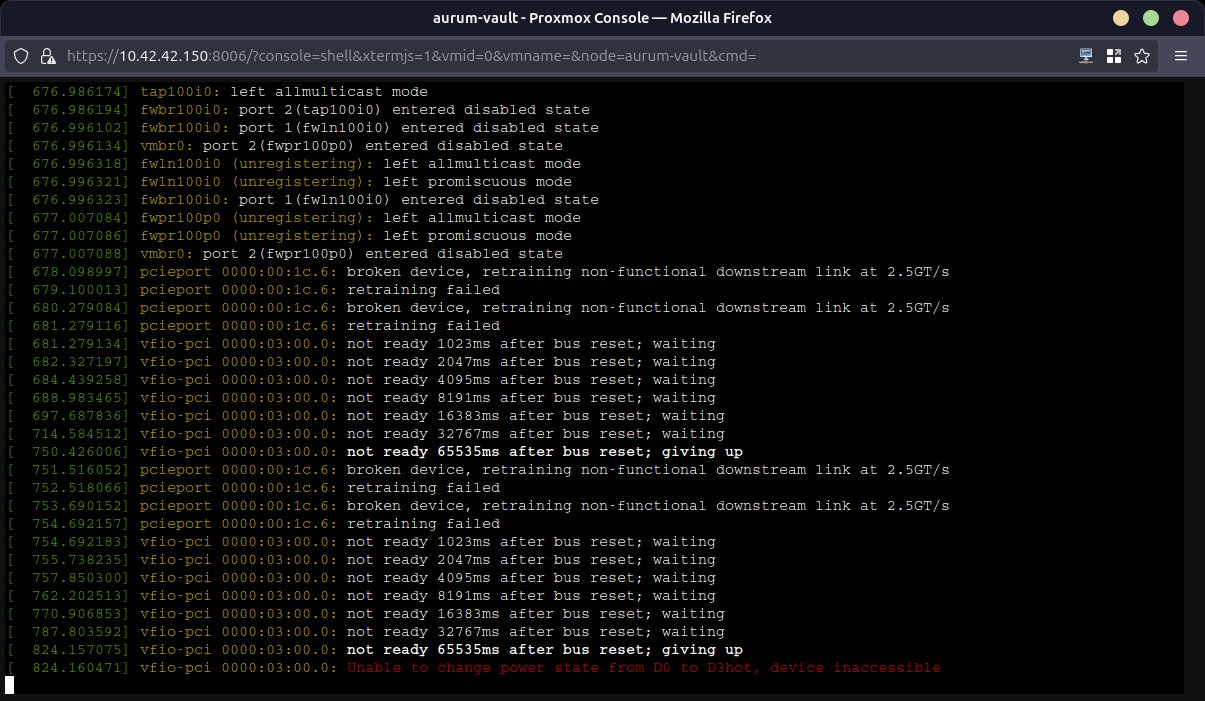 aurum-vault - Proxmox Console — Mozilla Firefox
https://10.42.42.150:8006/?console=shell&xtermjs=1&vmid=0&vmname=&node=aurum-vault&cmd=
[  676.986174] tap100i0: left allmulticast mode
[  676.986194] fwbr100i0: port 2(tap100i0) entered disabled state
[  676.996102] fwbr100i0: port 1(fwln100i0) entered disabled state
[  676.996134] vmbr0: port 2(fwpr100p0) entered disabled state
[  676.996318] fwln100i0 (unregistering): left allmulticast mode
[  676.996321] fwln100i0 (unregistering): left promiscuous mode
[  676.996323] fwbr100i0: port 1(fwln100i0) entered disabled state
[  677.007084] fwpr100p0 (unregistering): left allmulticast mode
[  677.007086] fwpr100p0 (unregistering): left promiscuous mode
[  677.007088] vmbr0: port 2(fwpr100p0) entered disabled state
[  678.098997] pcieport 0000:00:1c.6: broken device, retraining non-functional downstream link at 2.5GT/s
[  679.100013] pcieport 0000:00:1c.6: retraining failed
[  680.279084] pcieport 0000:00:1c.6: broken device, retraining non-functional downstream link at 2.5GT/s
[  681.279116] pcieport 0000:00:1c.6: retraining failed
[  681.279134] vfio-pci 0000:03:00.0: not ready 1023ms after bus reset; waiting
[  682.327197] vfio-pci 0000:03:00.0: not ready 2047ms after bus reset; waiting
[  684.439258] vfio-pci 0000:03:00.0: not ready 4095ms after bus reset; waiting
[  688.983465] vfio-pci 0000:03:00.0: not ready 8191ms after bus reset; waiting
[  697.687836] vfio-pci 0000:03:00.0: not ready 16383ms after bus reset; waiting
[  714.584512] vfio-pci 0000:03:00.0: not ready 32767ms after bus reset; waiting
[  750.426006] vfio-pci 0000:03:00.0: not ready 65535ms after bus reset; giving up
[  751.516052] pcieport 0000:00:1c.6: broken device, retraining non-functional downstream link at 2.5GT/s
[  752.518066] pcieport 0000:00:1c.6: retraining failed
[  753.690152] pcieport 0000:00:1c.6: broken device, retraining non-functional downstream link at 2.5GT/s
[  754.692157] pcieport 0000:00:1c.6: retraining failed
[  754.692183] vfio-pci 0000:03:00.0: not ready 1023ms after bus reset; waiting
[  755.738235] vfio-pci 0000:03:00.0: not ready 2047ms after bus reset; waiting
[  757.850300] vfio-pci 0000:03:00.0: not ready 4095ms after bus reset; waiting
[  762.202513] vfio-pci 0000:03:00.0: not ready 8191ms after bus reset; waiting
[  770.906853] vfio-pci 0000:03:00.0: not ready 16383ms after bus reset; waiting
[  787.803592] vfio-pci 0000:03:00.0: not ready 32767ms after bus reset; waiting
[  824.157075] vfio-pci 0000:03:00.0: not ready 65535ms after bus reset; giving up
[  824.160471] vfio-pci 0000:03:00.0: Unable to change power state from D0 to D3hot, device inaccessible